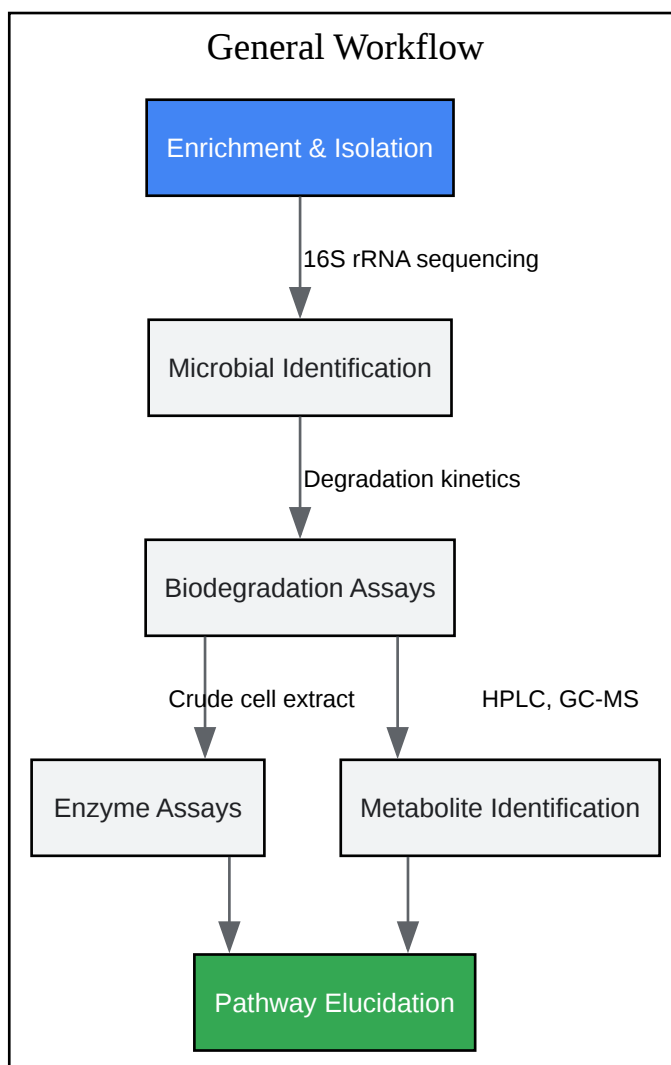 General Workflow
Enrichment & Isolation
16S rRNA sequencing
Microbial Identification
Degradation kinetics
Biodegradation Assays
Crude cell extract
HPLC, GC-MS
Enzyme Assays
Metabolite Identification
Pathway Elucidation